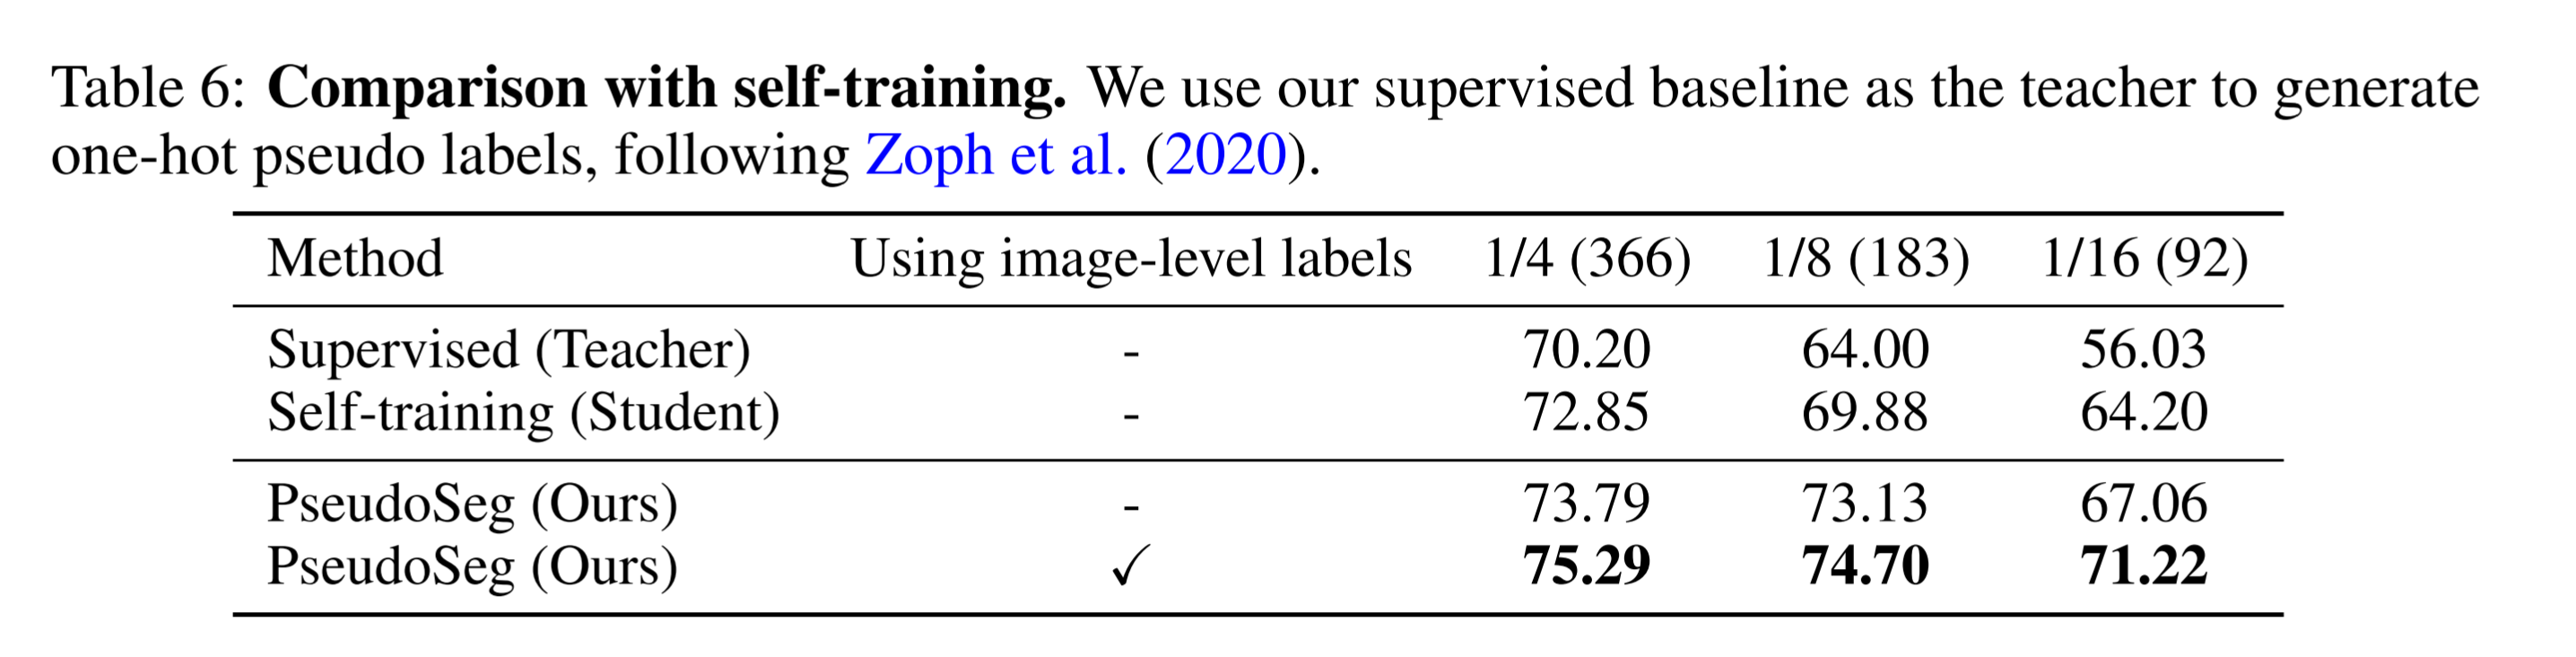 Table 6: Comparison with self-training. We use our supervised baseline as the teacher to generate
one-hot pseudo labels, following Zoph et al. (2020).
Method Using image-level labels 1/4 (366) 1/8 (183) 1/16 (92)
Supervised (Teacher) - 70.20 64.00 56.03
Self-training (Student) - 72.85 69.88 64.20
PseudoSeg (Ours) - 73.79 73.13 67.06
PseudoSeg (Ours) ✓ 75.29 74.70 71.22